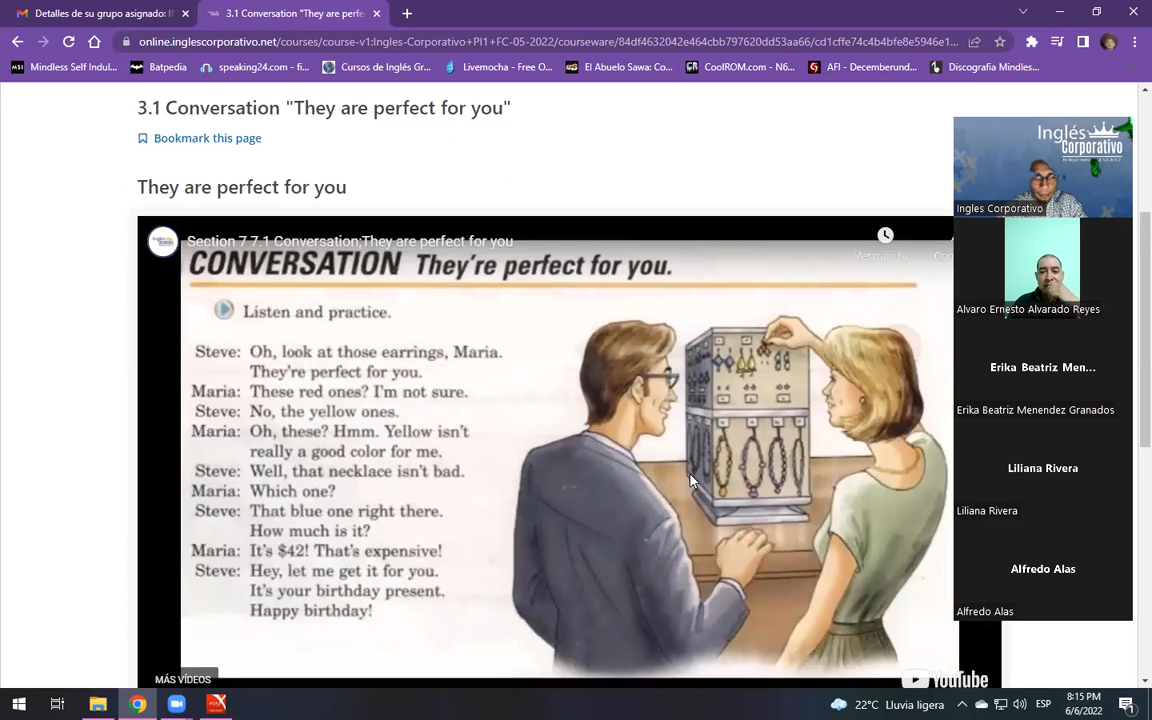 Detalles de su grupo asignado: I
3.1 Conversation "They are perfe
online.inglescorporativo.net/courses/course-v1:Ingles-Corporativo+PI1+FC-05-2022/courseware/84df4632042e464cbb797620dd53aa66/cd1cffe74c4b4bfe8e5946e1...
Mindless Self Indul...
Batpedia
speaking24.com - fi...
Cursos de Inglés Gr...
Livemocha - Free O...
El Abuelo Sawa: Co...
CoolROM.com - N6...
AFI - Decemberund...
Discografia Mindles...
3.1 Conversation "They are perfect for you"
Bookmark this page
They are perfect for you
Section 7 7.1 Conversation;They are perfect for you
Ver más ta
CONVERSATION They're perfect for you.
Listen and practice.
Steve: Oh, look at those earrings, Maria.
They're perfect for you.
Maria: These red ones? I'm not sure.
Steve: No, the yellow ones.
Maria: Oh, these? Hmm. Yellow isn't
really a good color for me.
Steve: Well, that necklace isn't bad.
Maria: Which one?
Steve: That blue one right there.
How much is it?
Maria: It's $42! That's expensive!
Steve: Hey, let me get it for you.
It's your birthday present.
Happy birthday!
MÁS VÍDEOS
YouTube
Inglés
Corporativo
Ingles Corporativo
Alvaro Ernesto Alvarado Reyes
Erika Beatriz Men...
Erika Beatriz Menendez Granados
Liliana Rivera
Liliana Rivera
Alfredo Alas
Alfredo Alas
22°C Lluvia ligera
ESP
8:15 PM
6/6/2022